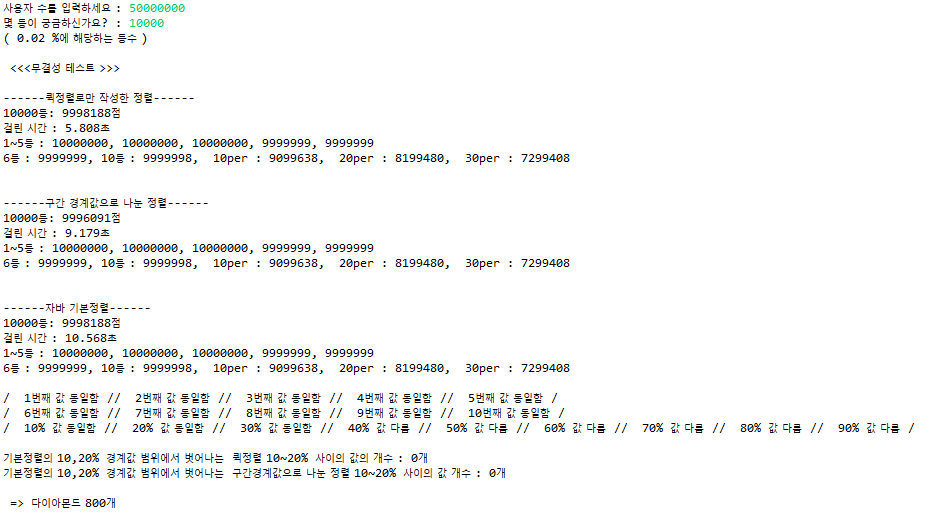 사용자 수를 입력하세요 : 50000000
몇 등이 궁금하신가요? : 10000
( 0.02 %에 해당하는 등수 )
<<<무결성 테스트 >>>
------퀵정렬로만 작성한 정렬------
10000등: 9998188점
걸린 시간 : 5.808초
1~5등 : 10000000, 10000000, 10000000, 9999999, 9999999
6등 : 9999999, 10등 : 9999998,  10per : 9099638,  20per : 8199480,  30per : 7299408
------구간 경계값으로 나눈 정렬------
10000등: 9996091점
걸린 시간 : 9.179초
1~5등 : 10000000, 10000000, 10000000, 9999999, 9999999
6등 : 9999999, 10등 : 9999998,  10per : 9099638,  20per : 8199480,  30per : 7299408
------자바 기본정렬------
10000등: 9998188점
걸린 시간 : 10.568초
1~5등 : 10000000, 10000000, 10000000, 9999999, 9999999
6등 : 9999999, 10등 : 9999998,  10per : 9099638,  20per : 8199480,  30per : 7299408
/  1번째 값 동일함 //  2번째 값 동일함 //  3번째 값 동일함 //  4번째 값 동일함 //  5번째 값 동일함 /
/  6번째 값 동일함 //  7번째 값 동일함 //  8번째 값 동일함 //  9번째 값 동일함 //  10번째 값 동일함 /
/  10% 값 동일함 //  20% 값 동일함 //  30% 값 동일함 //  40% 값 다름 //  50% 값 다름 //  60% 값 다름 //  70% 값 다름 //  80% 값 다름 //  90% 값 다름 /
기본정렬의 10,20% 경계값 범위에서 벗어나는  퀵정렬 10~20% 사이의 값의 개수 : 0개
기본정렬의 10,20% 경계값 범위에서 벗어나는  구간경계값으로 나눈 정렬 10~20% 사이의 값 개수 : 0개
=> 다이아몬드 800개